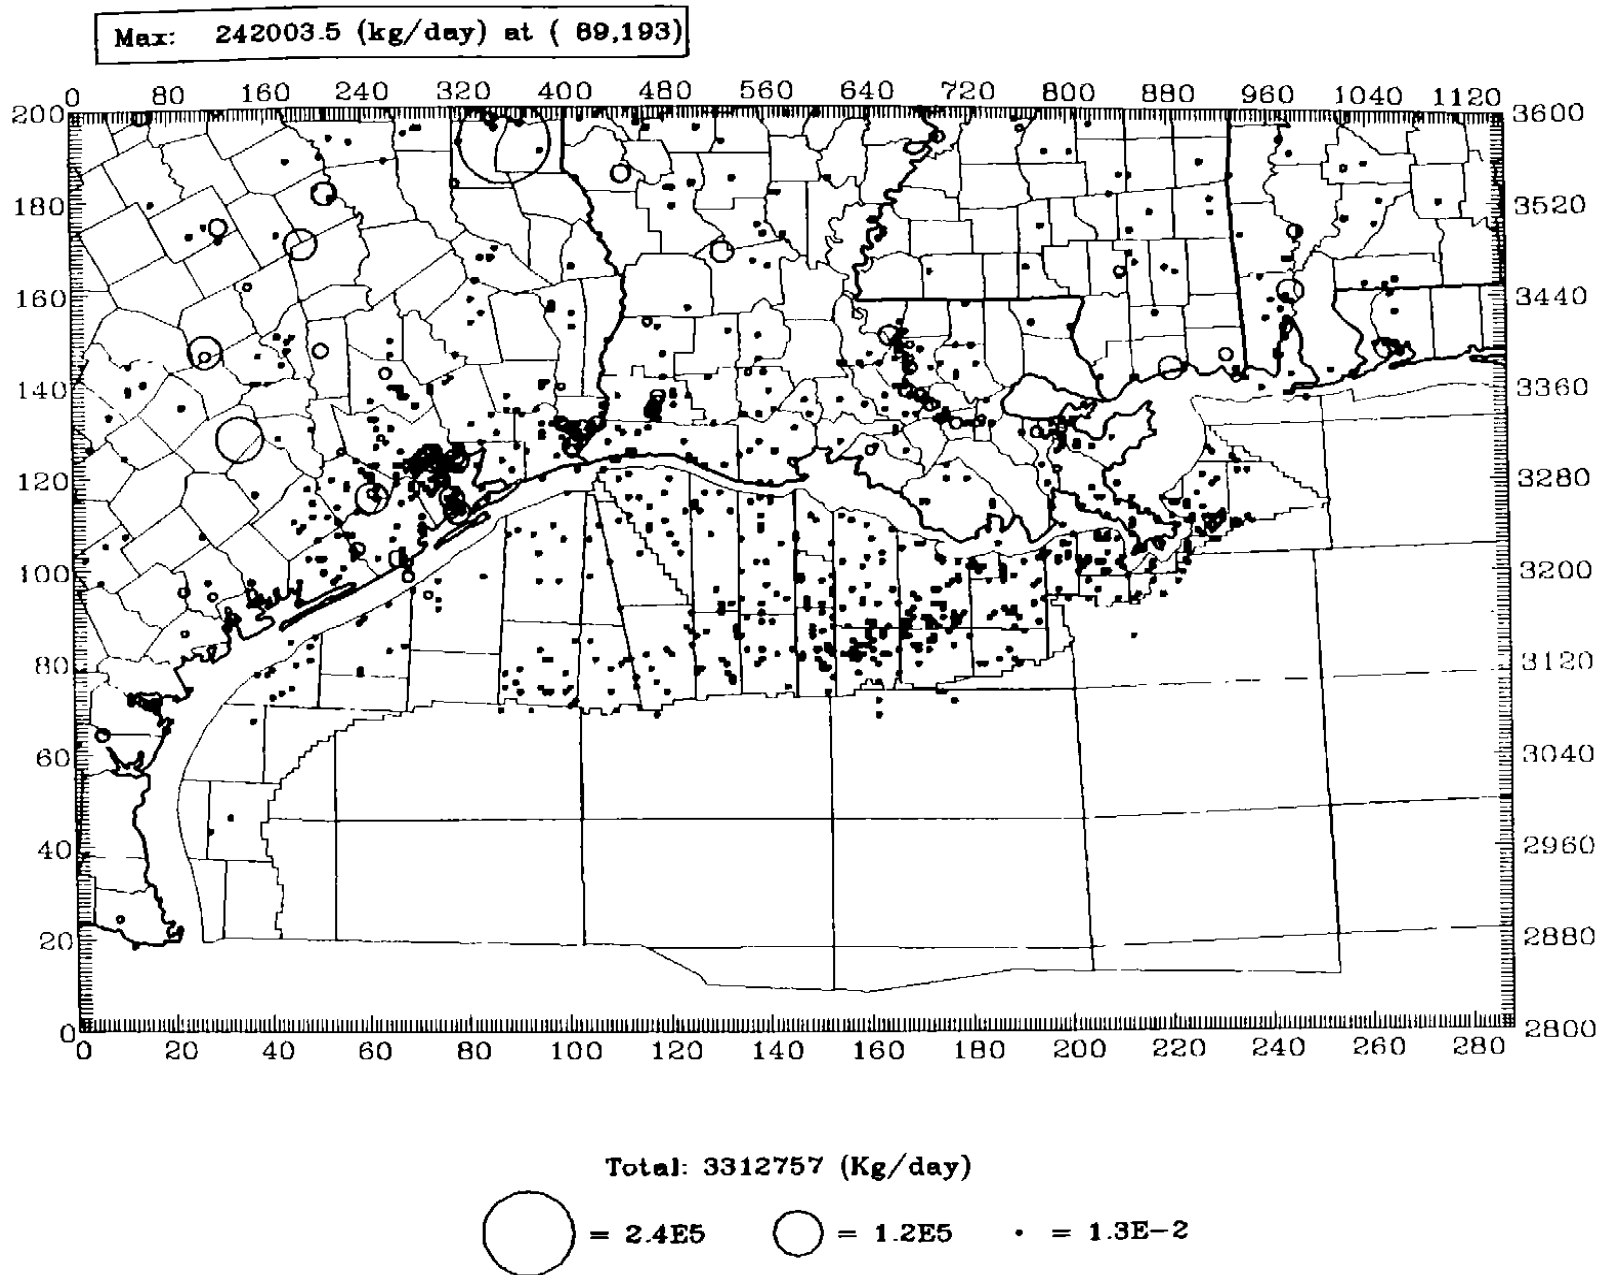 Max: 242003.5 (kg/day) at ( 89,193)
0 80 160 240 320 400 480 560 640 720 800 880 960 1040 1120
200 3600
180 3520
160 3440
140 3360
120 3280
100 3200
80 3120
60 3040
40 2960
20 2880
0 2800
0 20 40 60 80 100 120 140 160 180 200 220 240 260 280
Total: 3312757 (Kg/day)
= 2.4E5 = 1.2E5 = 1.3E-2